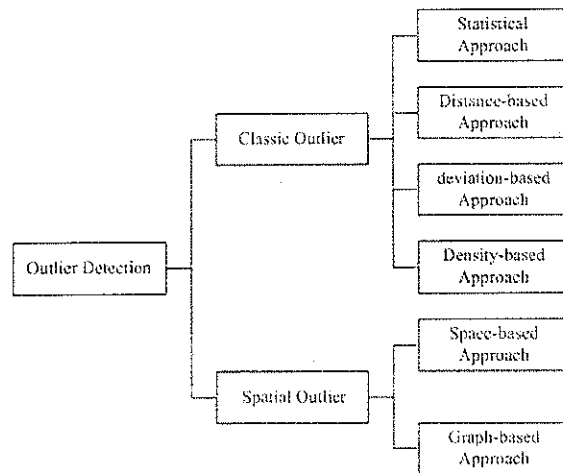 Statistical
Approach
Distance-based
Approach
Classic Outlier
deviation-based
Approach
Outlier Detection
Density-based
Approach
Space-based
Approach
Spatial Outlier
Graph-based
Approach